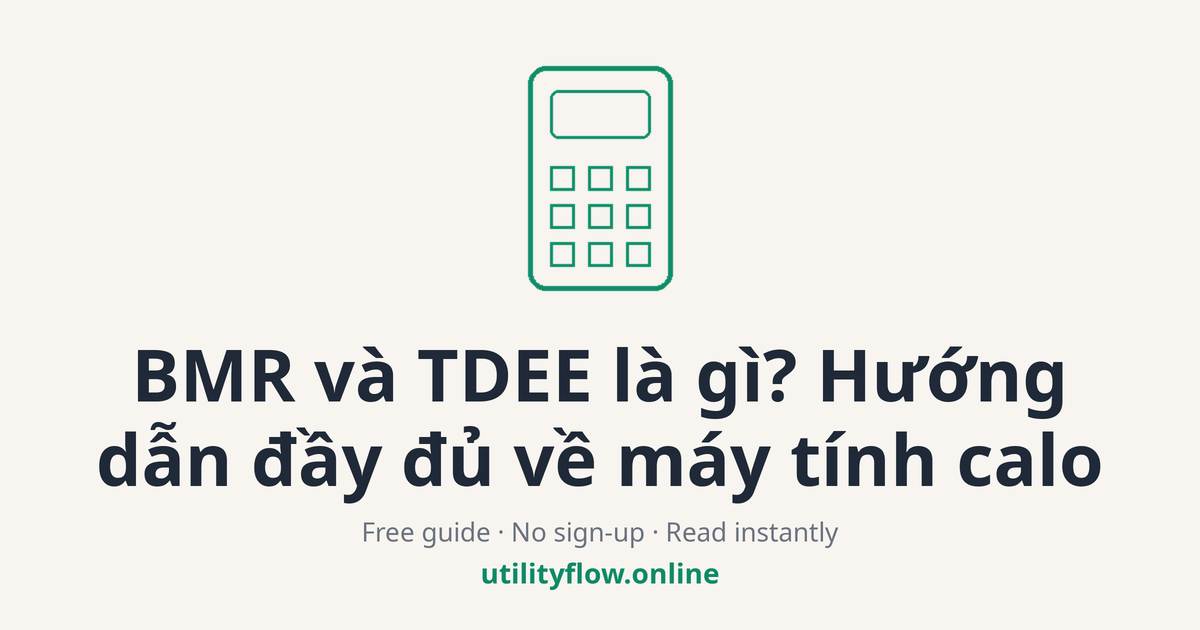 BMR và TDEE là gì? Hướng
dẫn đầy đủ về máy tính calo
Free guide · No sign-up · Read instantly
utilityflow.online